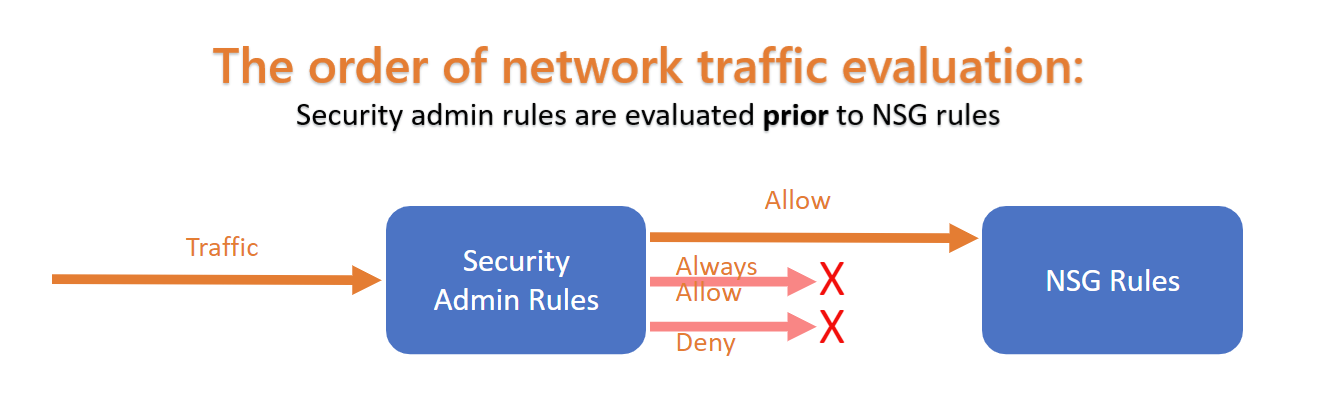 The order of network traffic evaluation:
Security admin rules are evaluated prior to NSG rules
Traffic
Security
Admin Rules
Allow
Always
Allow
X
Deny
X
NSG Rules